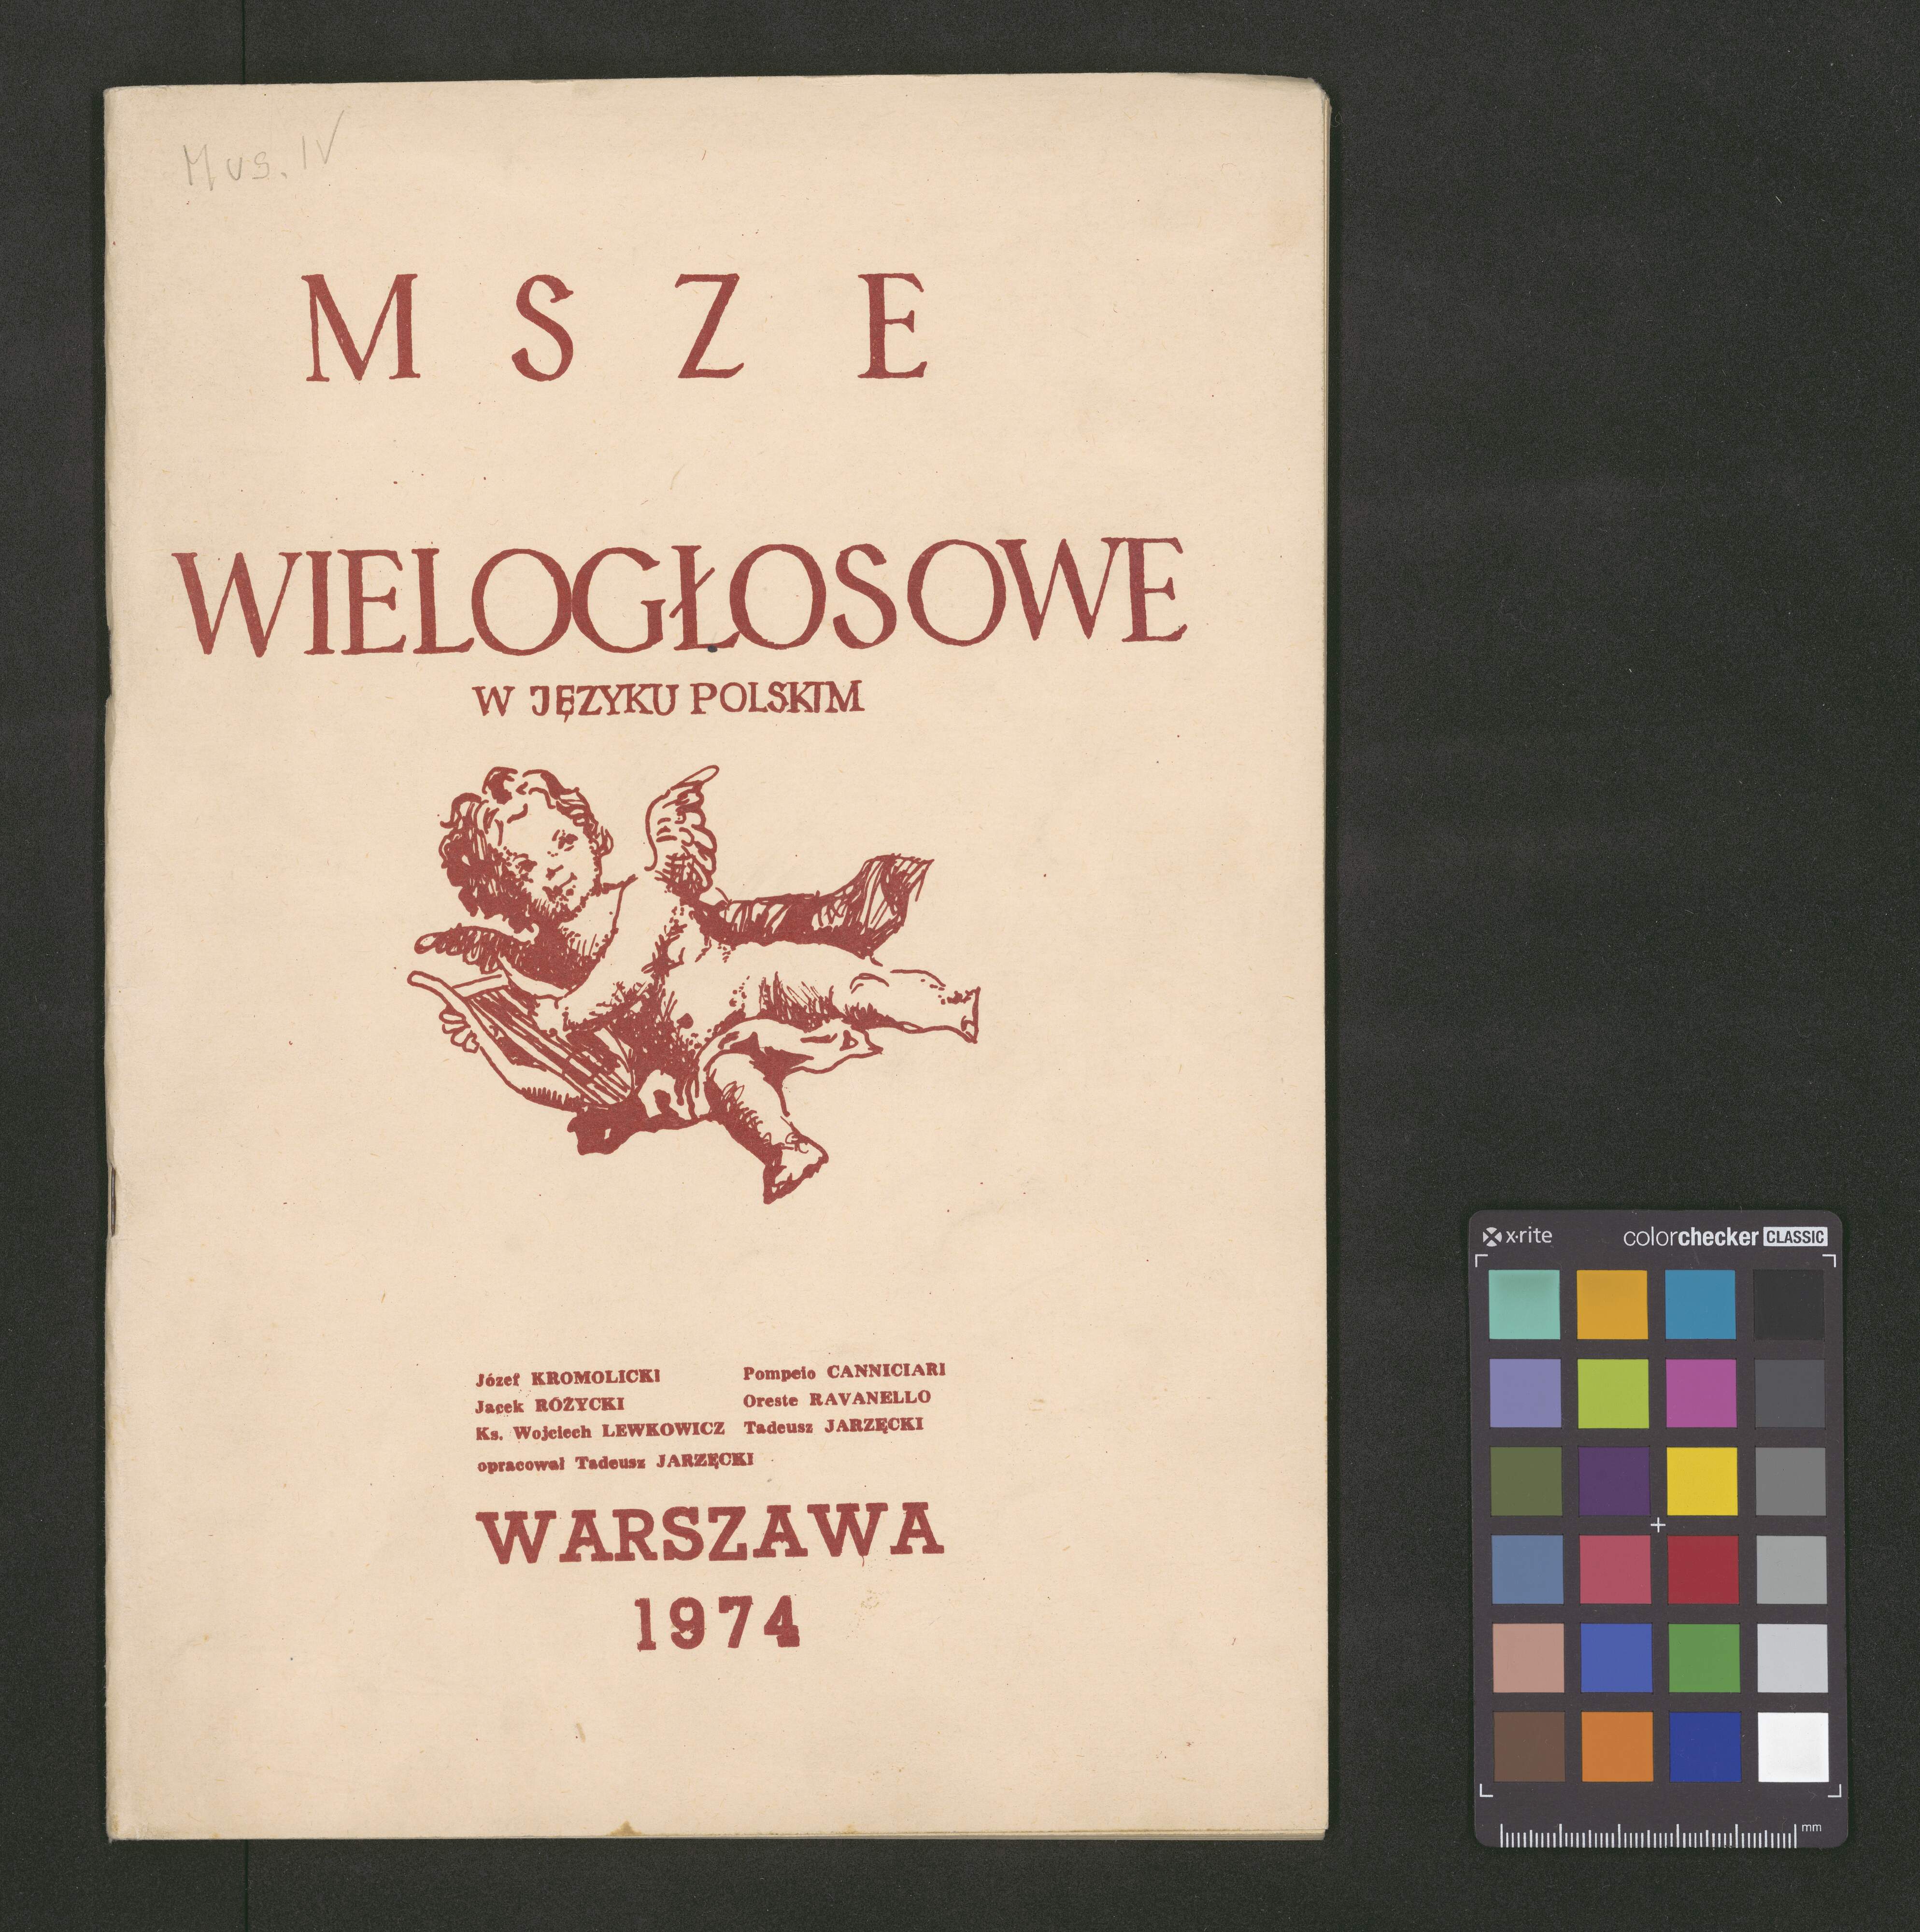 Mus. IV
MSZE
WIELOGŁOSOWE
W JĘZYKU POLSKIM
Józef KROMOLICKI
Jacek RÓŻYCKI
Ks. Wojciech LEWKOWICZ
Pompeio CANNICIARI
Oreste RAVANELLO
Tadeusz JARZĘCKI
opracował Tadeusz JARZĘCKI
WARSZAWA
1974
x·rite
colorchecker CLASSIC
mm